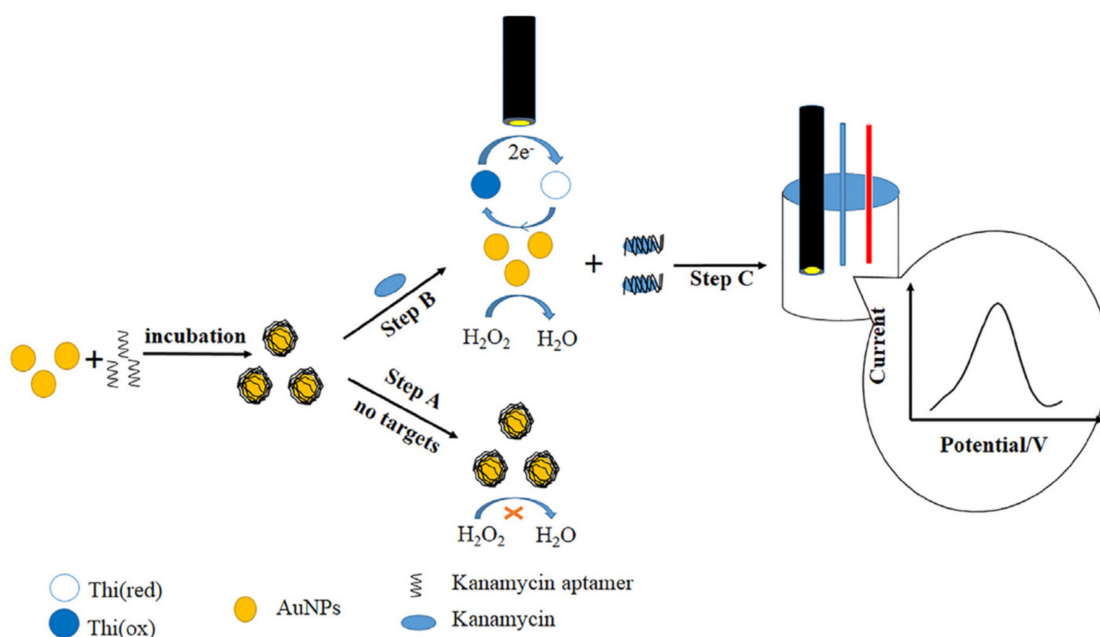 2e⁻
+
Step C
Step B
H₂O₂
H₂O
incubation
+
Step A
no targets
H₂O₂
H₂O
Current
Potential/V
Thi(red)
Thi(ox)
AuNPs
Kanamycin aptamer
Kanamycin